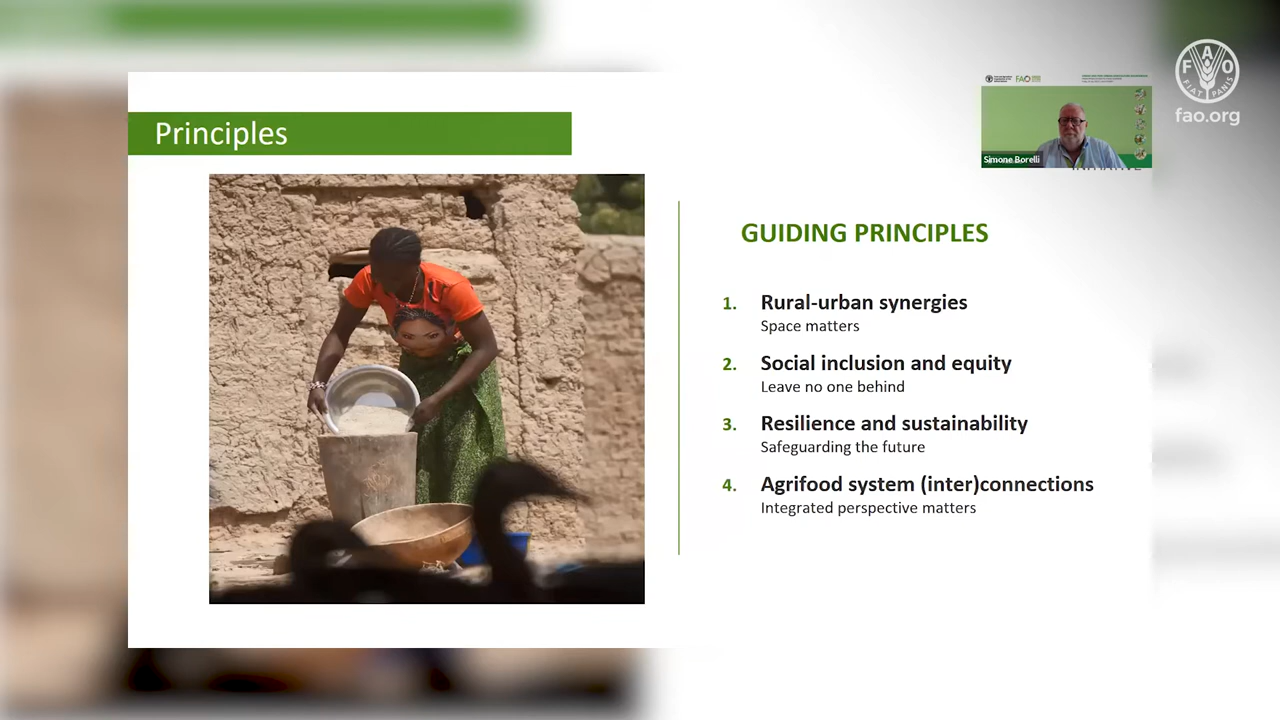 Principles
GUIDING PRINCIPLES
1. Rural-urban synergies
Space matters
2. Social inclusion and equity
Leave no one behind
3. Resilience and sustainability
Safeguarding the future
4. Agrifood system (inter)connections
Integrated perspective matters
FAO
Simone Borelli
F A O
FIAT PANIS
fao.org